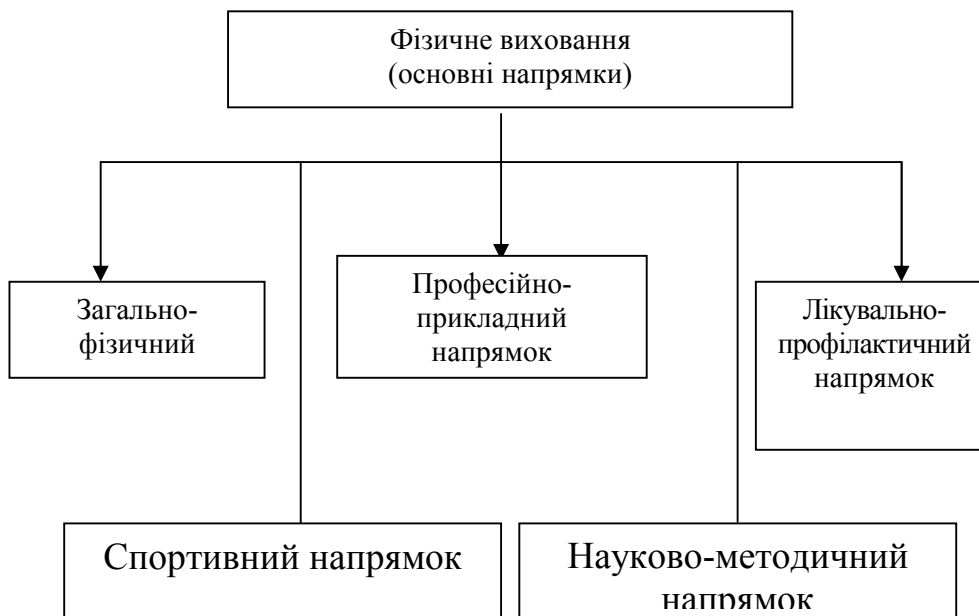 Фізичне виховання
(основні напрямки)
Загально-
фізичний
Професійно-
прикладний
напрямок
Лікувально-
профілактичний
напрямок
Спортивний напрямок
Науково-методичний
напрямок